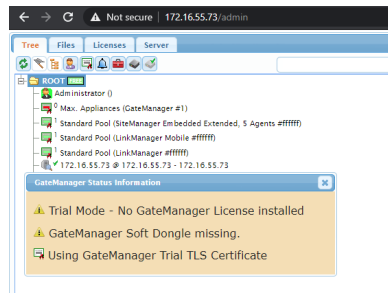 Not secure | 172.16.55.73/admin
Tree Files Licenses Server
ROOT
Administrator ()
0 Max. Appliances (GateManager #1)
1 Standard Pool (SiteManager Embedded Extended, 5 Agents #ffffff)
1 Standard Pool (LinkManager Mobile #ffffff)
1 Standard Pool (LinkManager #ffffff)
172.16.55.73 @ 172.16.55.73 - 172.16.55.73
GateManager Status Information
Trial Mode - No GateManager License installed
GateManager Soft Dongle missing.
Using GateManager Trial TLS Certificate